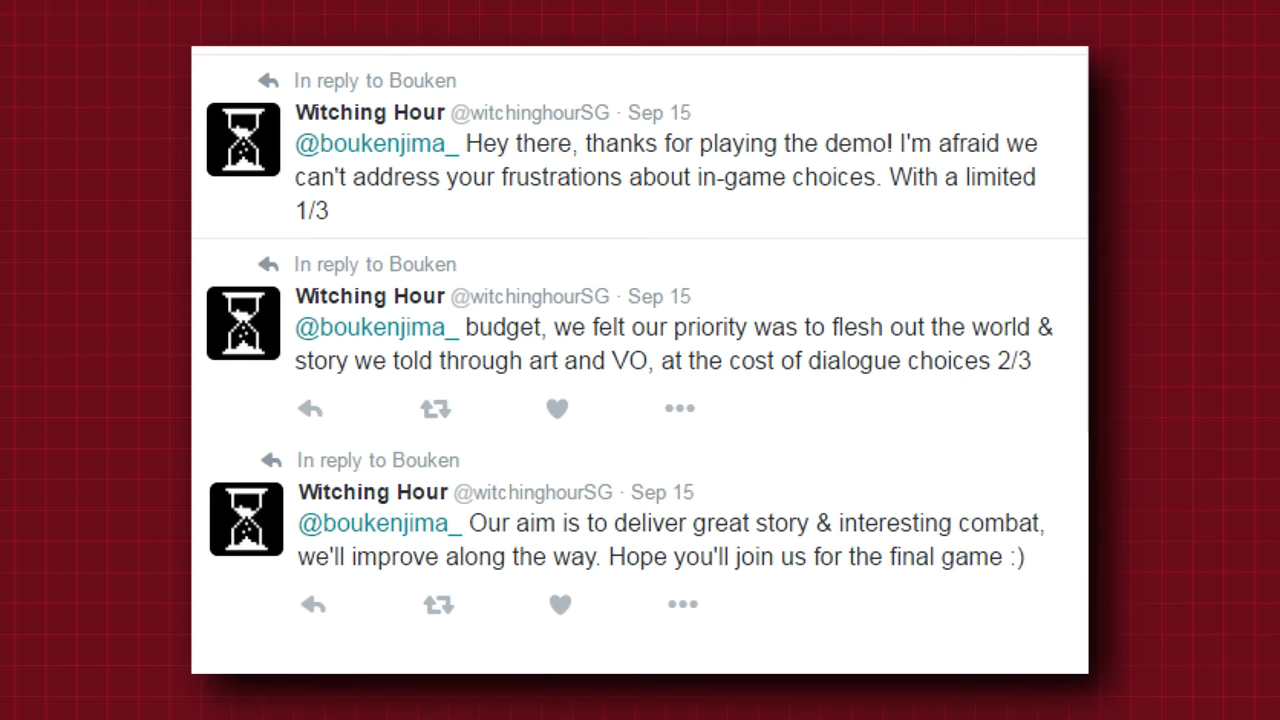 In reply to Bouken
Witching Hour @witchinghourSG · Sep 15
@boukenjima_ Hey there, thanks for playing the demo! I'm afraid we
can't address your frustrations about in-game choices. With a limited
1/3
In reply to Bouken
Witching Hour @witchinghourSG · Sep 15
@boukenjima_ budget, we felt our priority was to flesh out the world &
story we told through art and VO, at the cost of dialogue choices 2/3
In reply to Bouken
Witching Hour @witchinghourSG · Sep 15
@boukenjima_ Our aim is to deliver great story & interesting combat,
we'll improve along the way. Hope you'll join us for the final game :)